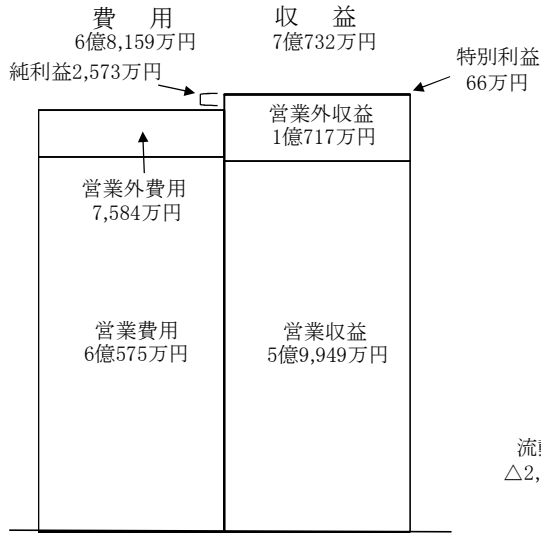 費用
6億8,159万円
収益
7億732万円
純利益2,573万円
特別利益
66万円
営業外収益
1億717万円
営業外費用
7,584万円
営業費用
6億575万円
営業収益
5億9,949万円
流動
△2,